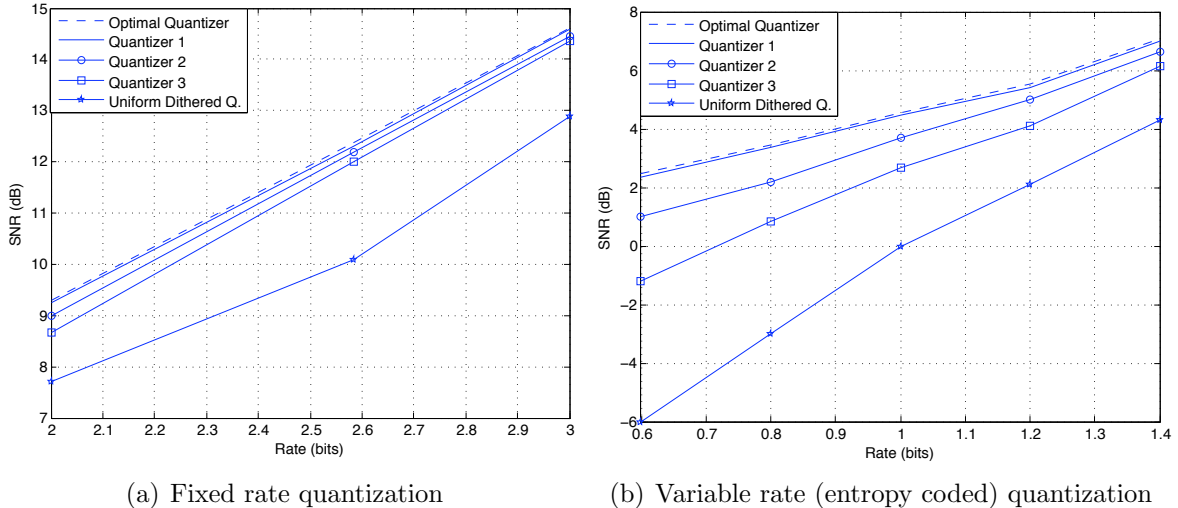 15
14
13
12
11
10
9
8
7
SNR (dB)
Optimal Quantizer
Quantizer 1
Quantizer 2
Quantizer 3
Uniform Dithered Q.
2 2.1 2.2 2.3 2.4 2.5 2.6 2.7 2.8 2.9 3
Rate (bits)
(a) Fixed rate quantization
8
6
4
2
0
−2
−4
−6
SNR (dB)
Optimal Quantizer
Quantizer 1
Quantizer 2
Quantizer 3
Uniform Dithered Q.
0.6 0.7 0.8 0.9 1 1.1 1.2 1.3 1.4
Rate (bits)
(b) Variable rate (entropy coded) quantization